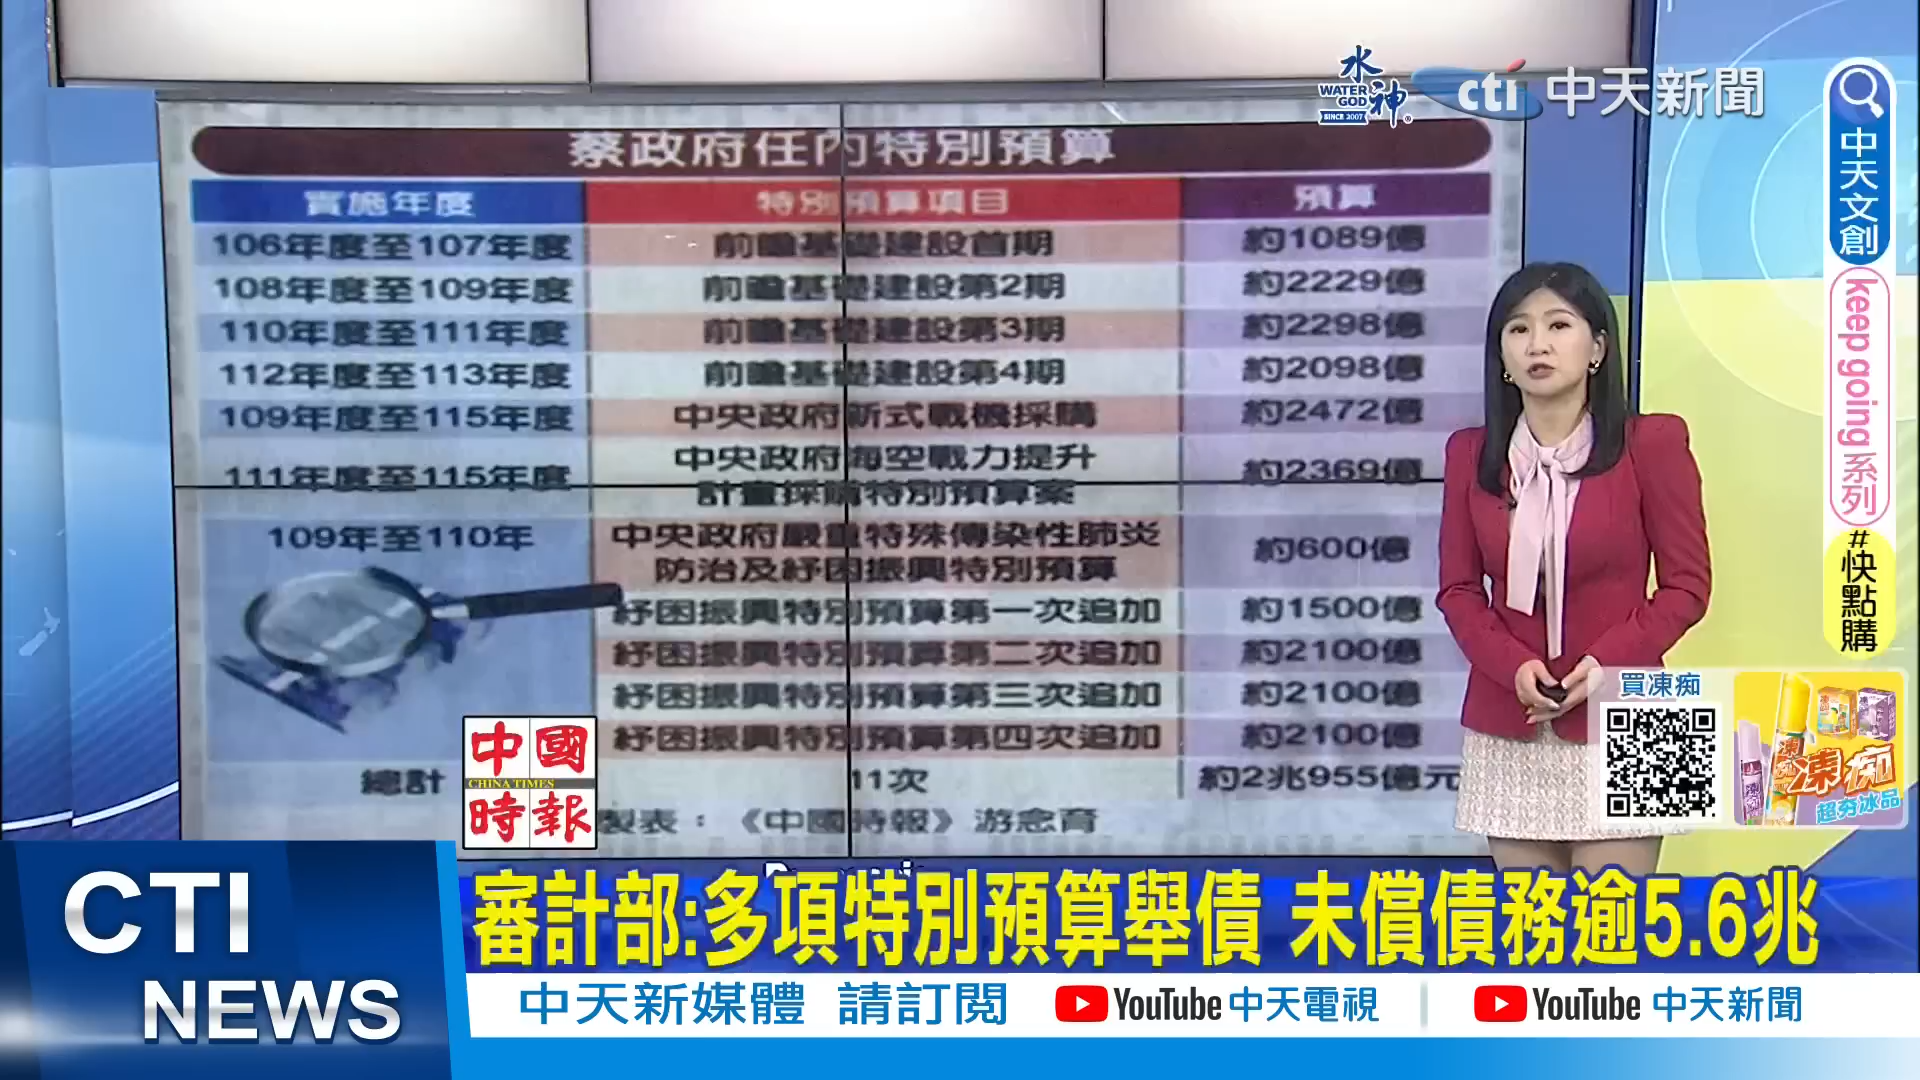 水神
WATER GOD
SINCE 2007
cti 中天新聞
中天文創
keep going系列
#快點購
蔡政府任內特別預算
實施年度 特別預算項目 預算
106年度至107年度 前瞻基礎建設首期 約1089億
108年度至109年度 前瞻基礎建設第2期 約2229億
110年度至111年度 前瞻基礎建設第3期 約2298億
112年度至113年度 前瞻基礎建設第4期 約2098億
109年度至115年度 中央政府新式戰機採購 約2472億
111年度至115年度 中央政府海空戰力提升 約2369億
計畫採購特別預算案
109年至110年 中央政府嚴重特殊傳染性肺炎 約600億
防治及紓困振興特別預算
紓困振興特別預算第一次追加 約1500億
紓困振興特別預算第二次追加 約2100億
紓困振興特別預算第三次追加 約2100億
紓困振興特別預算第四次追加 約2100億
總計 11次 約2兆955億元
製表：《中國時報》游念育
中國時報
CHINA TIMES
買凍痴
凍痴
超夯冰品
審計部:多項特別預算舉債 未償債務逾5.6兆
CTI NEWS
中天新媒體 請訂閱 YouTube 中天電視 YouTube 中天新聞